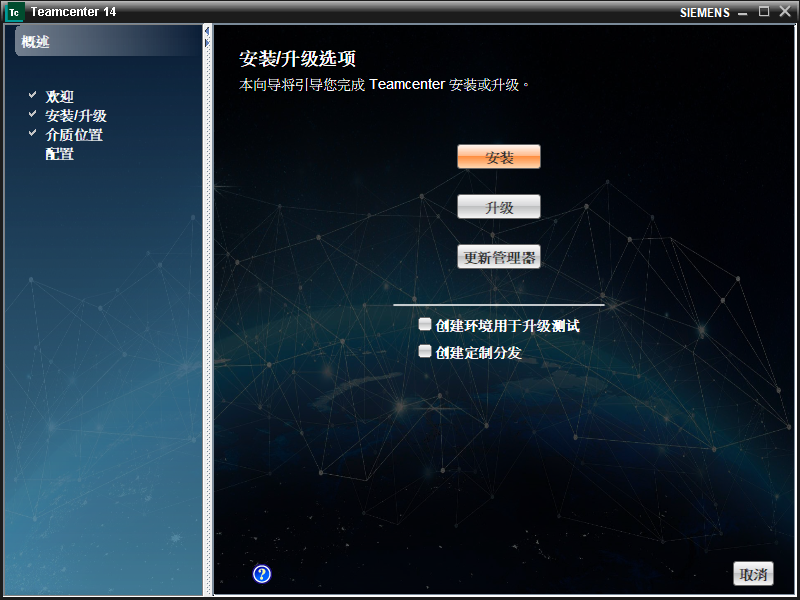 Tc Teamcenter 14
SIEMENS
概述
欢迎
安装/升级
介质位置
配置
安装/升级选项
本向导将引导您完成 Teamcenter 安装或升级。
安装
升级
更新管理器
创建环境用于升级测试
创建定制分发
?
取消